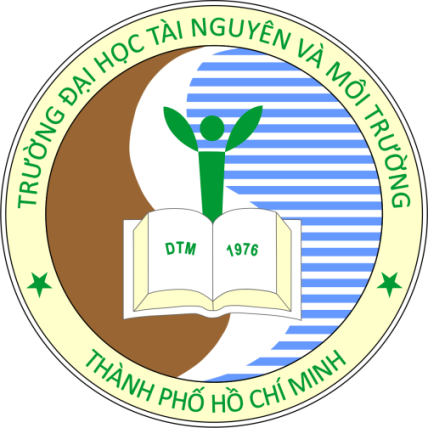 TRƯỜNG ĐẠI HỌC TÀI NGUYÊN VÀ MÔI TRƯỜNG
DTM 1976
THÀNH PHỐ HỒ CHÍ MINH